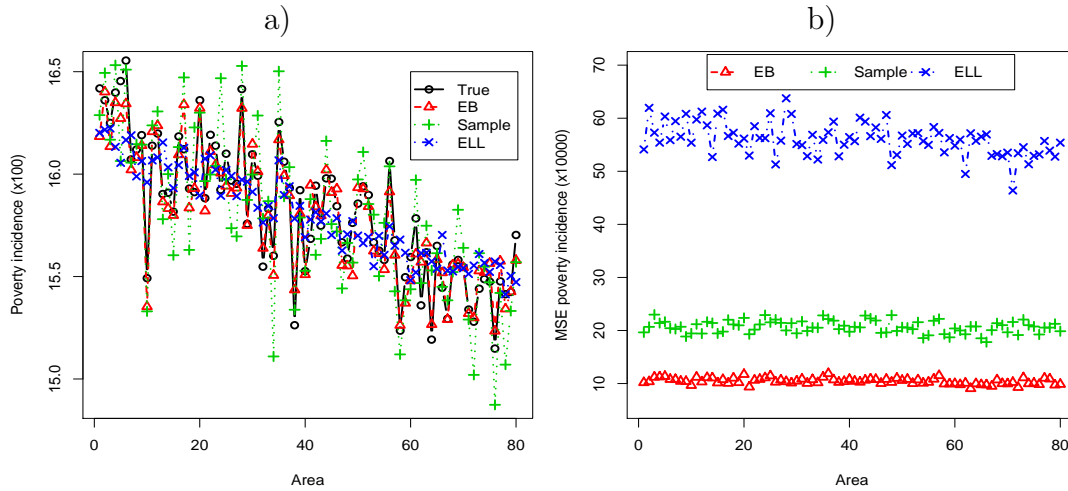 a)
Poverty incidence (x100)
16.5
16.0
15.5
15.0
True
EB
Sample
ELL
0
20
40
60
80
Area
b)
MSE poverty incidence (x10000)
70
60
50
40
30
20
10
EB
Sample
ELL
0
20
40
60
80
Area